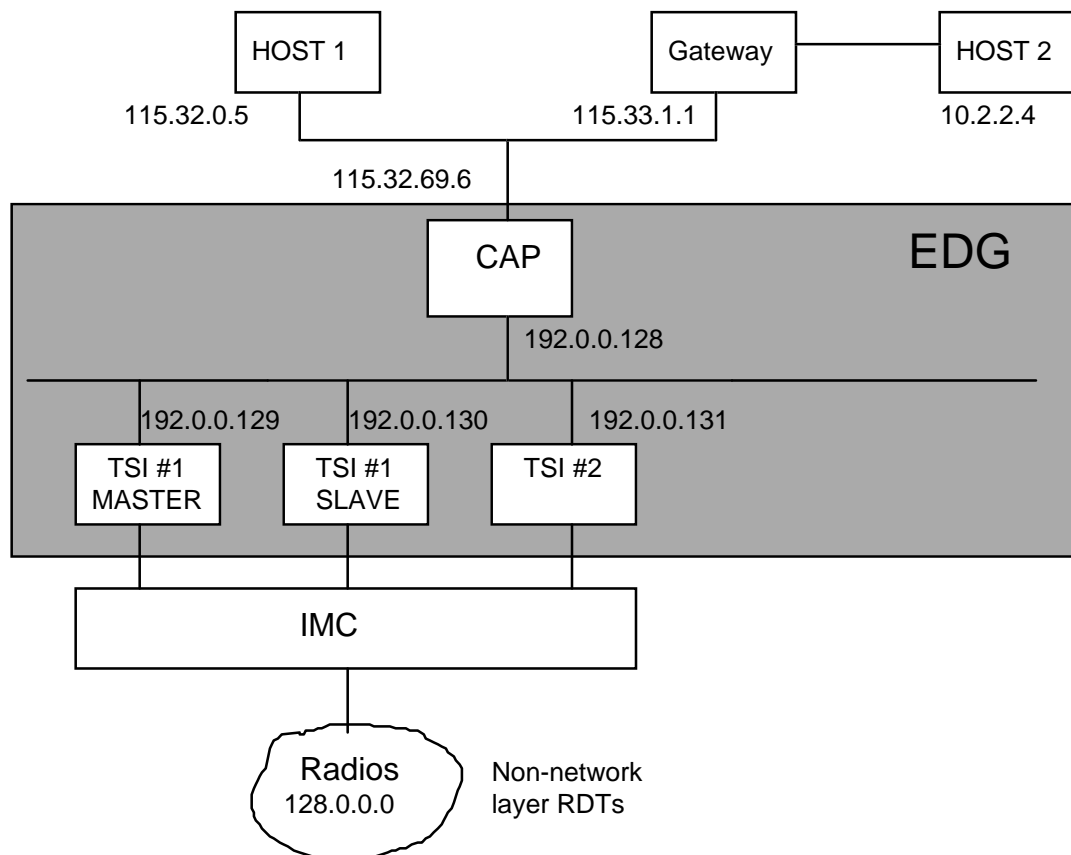 HOST 1
Gateway
HOST 2
115.32.0.5
115.33.1.1
10.2.2.4
115.32.69.6
CAP
EDG
192.0.0.128
192.0.0.129
192.0.0.130
192.0.0.131
TSI #1
MASTER
TSI #1
SLAVE
TSI #2
IMC
Radios
128.0.0.0
Non-network
layer RDTs